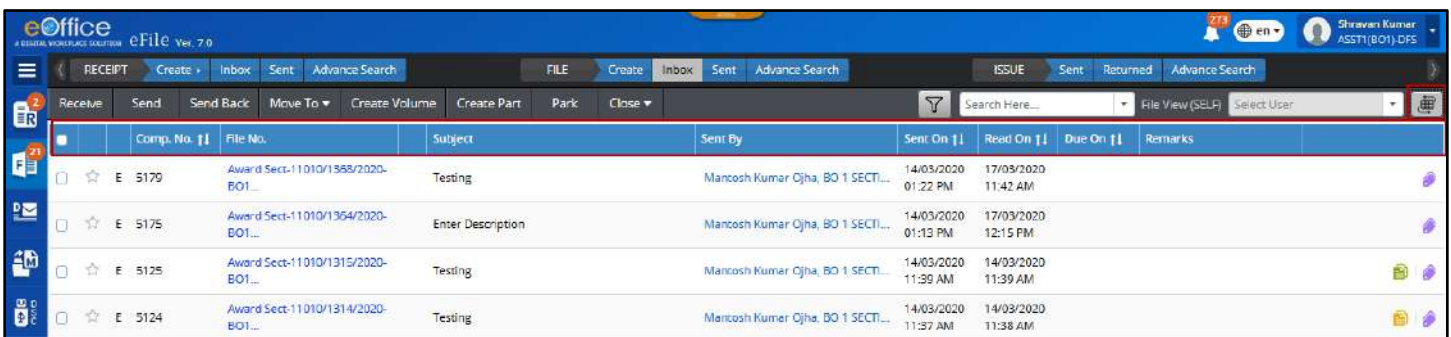 eOffice
A DIGITAL WORKPLACE SOLUTION eFile Ver. 7.0
273 en Shravan Kumar
ASST1(BO1)-DFS
RECEIPT Create Inbox Sent Advance Search FILE Create Inbox Sent Advance Search ISSUE Sent Returned Advance Search
2
R
Receive Send Send Back Move To Create Volume Create Part Park Close Search Here... File View (SELF) Select User
Comp. No. File No. Subject Sent By Sent On Read On Due On Remarks
21
F
E 5179 Award Sect-11010/1368/2020-BO1... Testing Mantosh Kumar Ojha, BO 1 SECTI... 14/03/2020 01:22 PM 17/03/2020 11:42 AM
D
E 5175 Award Sect-11010/1364/2020-BO1... Enter Description Mantosh Kumar Ojha, BO 1 SECTI... 14/03/2020 01:13 PM 17/03/2020 12:15 PM
M
E 5125 Award Sect-11010/1315/2020-BO1... Testing Mantosh Kumar Ojha, BO 1 SECTI... 14/03/2020 11:39 AM 14/03/2020 11:39 AM
DSC
E 5124 Award Sect-11010/1314/2020-BO1... Testing Mantosh Kumar Ojha, BO 1 SECTI... 14/03/2020 11:37 AM 14/03/2020 11:38 AM